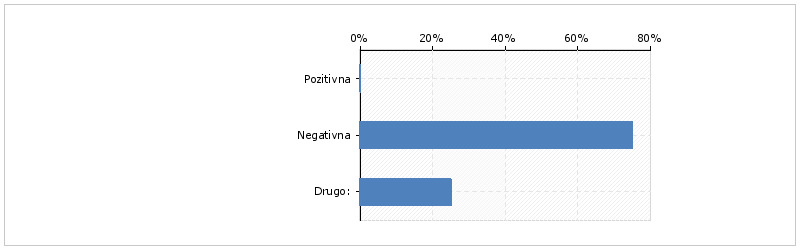 0% 20% 40% 60% 80%
Pozitivna
Negativna
Drugo: